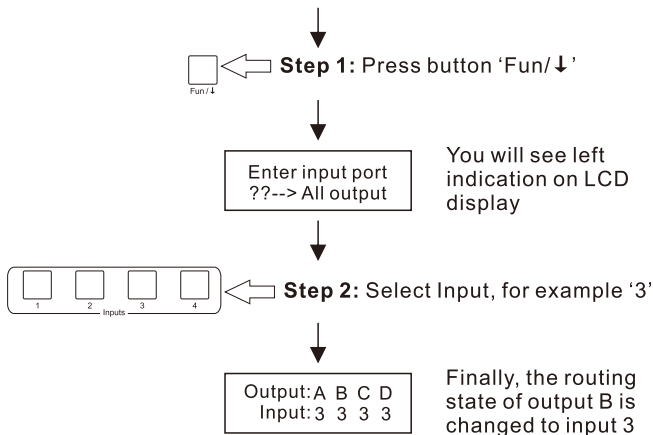 Step 1: Press button ‘Fun/↓’
Fun/↓
Enter input port
??--> All output
You will see left
indication on LCD
display
Step 2: Select Input, for example ‘3’
1 2 3 4
Inputs
Output: A B C D
Input: 3 3 3 3
Finally, the routing
state of output B is
changed to input 3